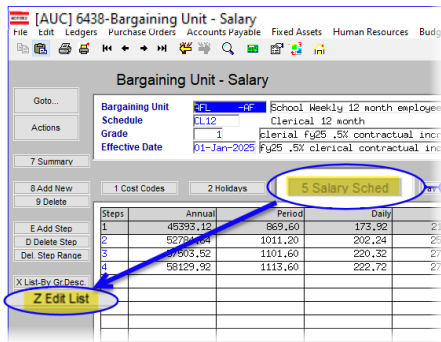 [AUC] 6438-Bargaining Unit - Salary
File Edit Ledgers Purchase Orders Accounts Payable Fixed Assets Human Resources Budg
Bargaining Unit - Salary
Goto...
Actions
7 Summary
8 Add New
9 Delete
E Add Step
D Delete Step
Del. Step Range
X List-By Gr.Desc.
Z Edit List
Bargaining Unit AFL -AF School Weekly 12 month employee
Schedule CL12 Clerical 12 month
Grade 1 clerial fy25 .5% contractual incr
Effective Date 01-Jan-2025 fy25 .5% clerical contractual inc
1 Cost Codes 2 Holidays 5 Salary Sched
Steps Annual Period Daily
1 45393.12 869.60 173.92 21
2 1011.20 202.24 25
3 57503.52 1101.60 220.32 27
4 58129.92 1113.60 222.72 27